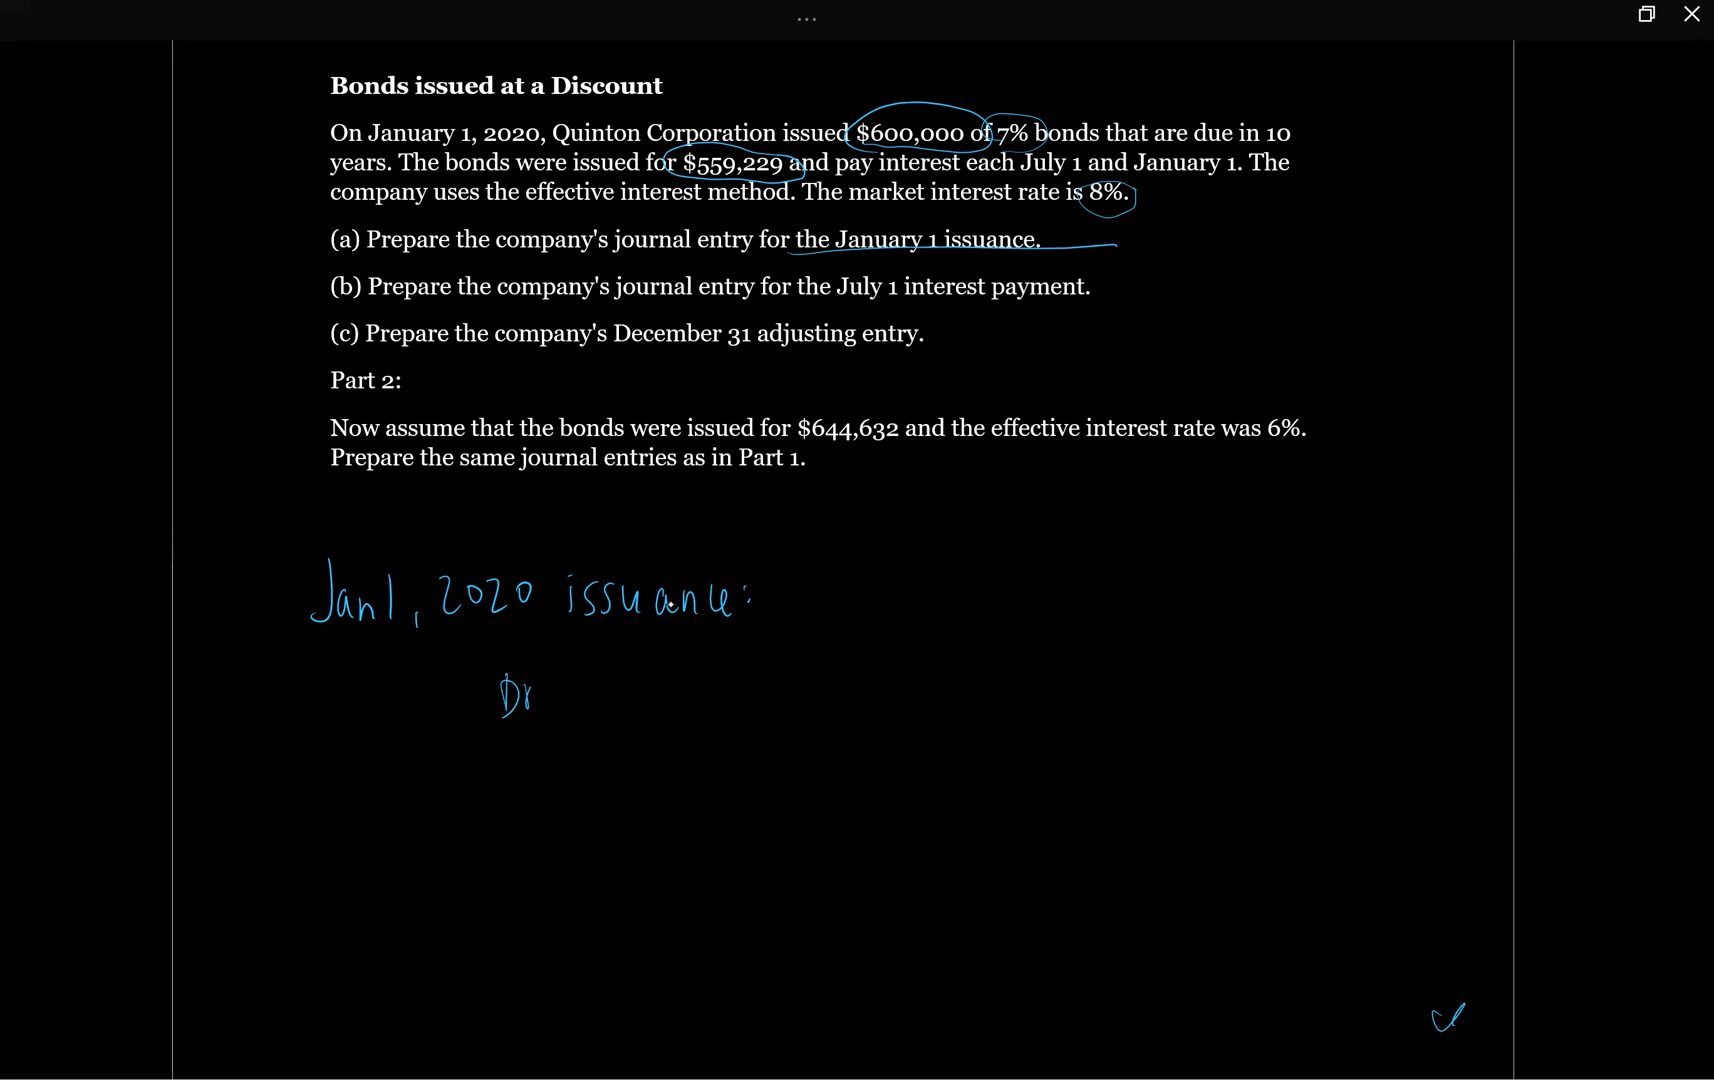 Bonds issued at a Discount
On January 1, 2020, Quinton Corporation issued $600,000 of 7% bonds that are due in 10
years. The bonds were issued for $559,229 and pay interest each July 1 and January 1. The
company uses the effective interest method. The market interest rate is 8%.
(a) Prepare the company's journal entry for the January 1 issuance.
(b) Prepare the company's journal entry for the July 1 interest payment.
(c) Prepare the company's December 31 adjusting entry.
Part 2:
Now assume that the bonds were issued for $644,632 and the effective interest rate was 6%.
Prepare the same journal entries as in Part 1.
Jan 1, 2020 issuance:
Dr